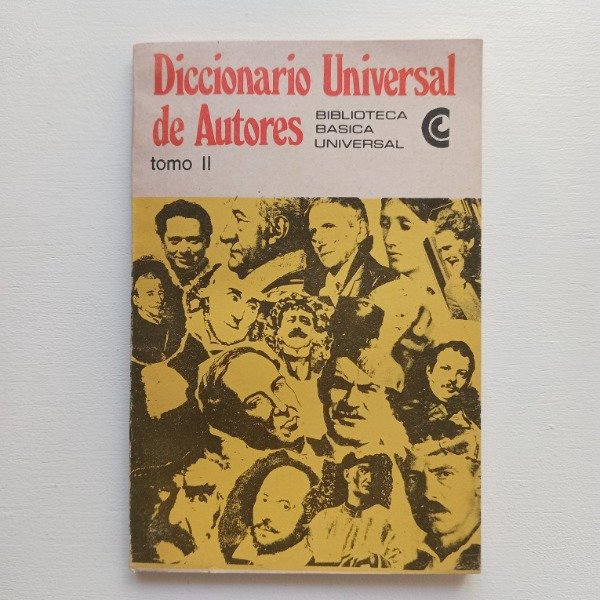 Diccionario Universal
de Autores
BIBLIOTECA
BASICA
UNIVERSAL
tomo II